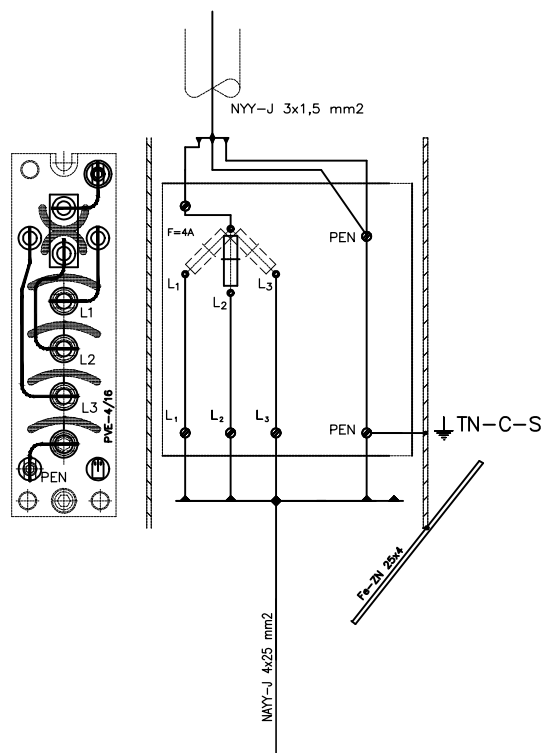 NYY-J 3x1,5 mm2
F=4A
PEN
L1
L2
L3
L1
L2
L3
PEN
TN-C-S
L1
L2
L3
PEN
PVE-4/16
Fe-ZN 25x4
NAYY-J 4x25 mm2